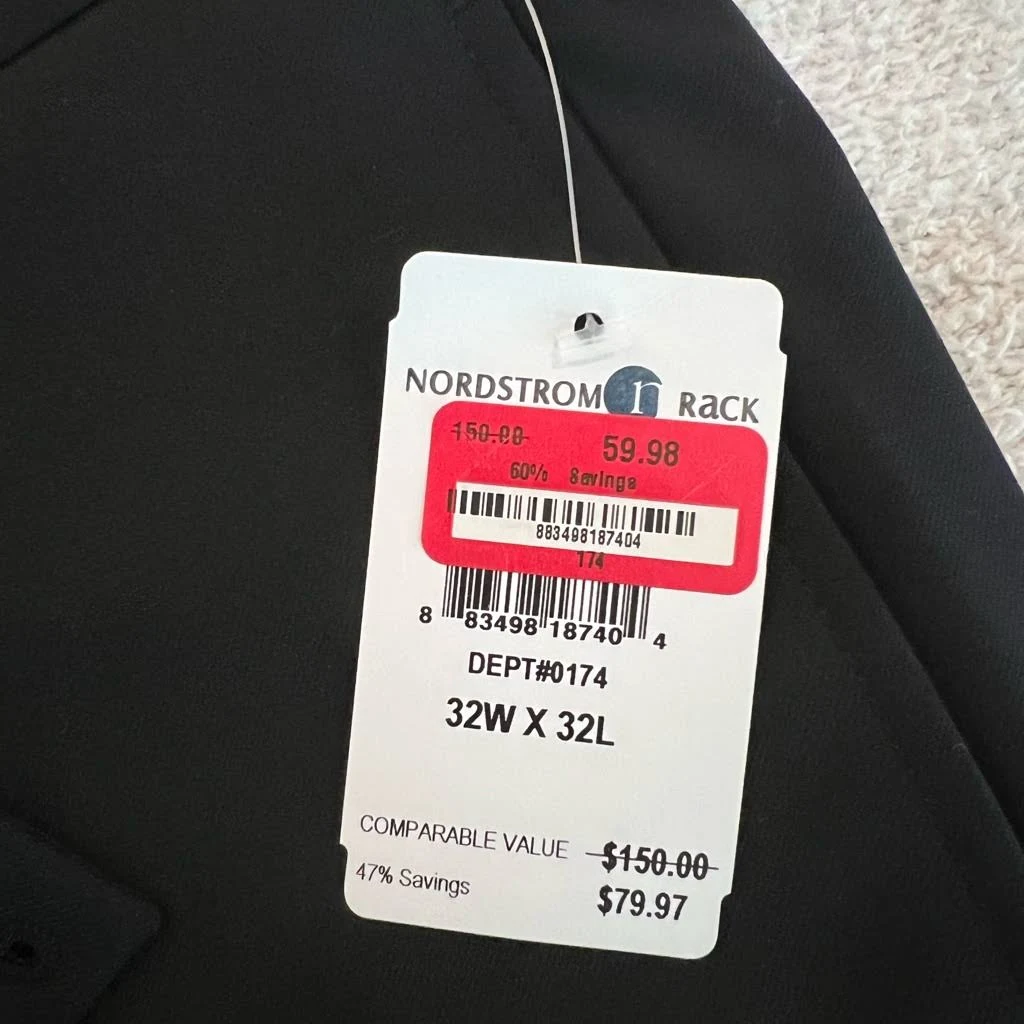 NORDSTROM r RACK
150.00 59.98
60% Savings
883498187404
174
8 83498 18740 4
DEPT#0174
32W X 32L
COMPARABLE VALUE $150.00
47% Savings $79.97